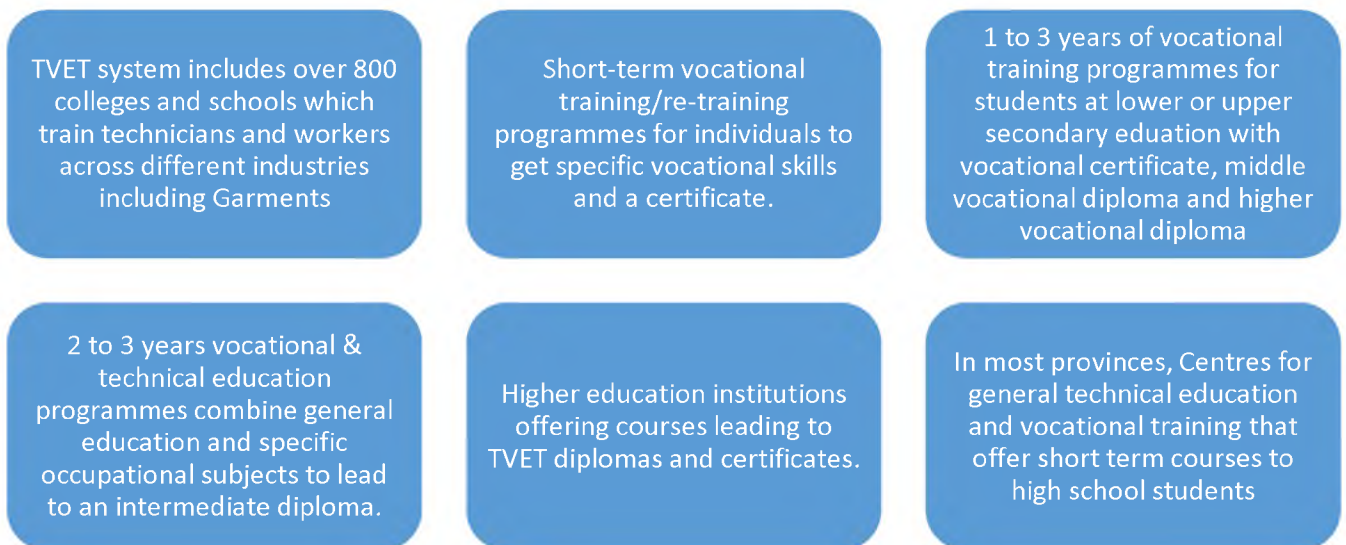 TVET system includes over 800
colleges and schools which
train technicians and workers
across different industries
including Garments
Short-term vocational
training/re-training
programmes for individuals to
get specific vocational skills
and a certificate.
1 to 3 years of vocational
training programmes for
students at lower or upper
secondary eduation with
vocational certificate, middle
vocational diploma and higher
vocational diploma
2 to 3 years vocational &
technical education
programmes combine general
education and specific
occupational subjects to lead
to an intermediate diploma.
Higher education institutions
offering courses leading to
TVET diplomas and certificates.
In most provinces, Centres for
general technical education
and vocational training that
offer short term courses to
high school students